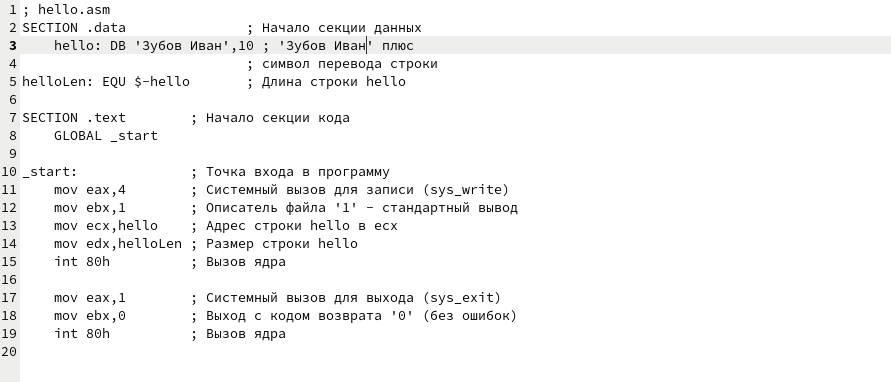 1 ; hello.asm
2 SECTION .data ; Начало секции данных
3 hello: DB 'Зубов Иван',10 ; 'Зубов Иван' плюс
4 ; символ перевода строки
5 helloLen: EQU $-hello ; Длина строки hello
6
7 SECTION .text ; Начало секции кода
8 GLOBAL _start
9
10 _start: ; Точка входа в программу
11 mov eax,4 ; Системный вызов для записи (sys_write)
12 mov ebx,1 ; Описатель файла '1' - стандартный вывод
13 mov ecx,hello ; Адрес строки hello в ecx
14 mov edx,helloLen ; Размер строки hello
15 int 80h ; Вызов ядра
16
17 mov eax,1 ; Системный вызов для выхода (sys_exit)
18 mov ebx,0 ; Выход с кодом возврата '0' (без ошибок)
19 int 80h ; Вызов ядра
20